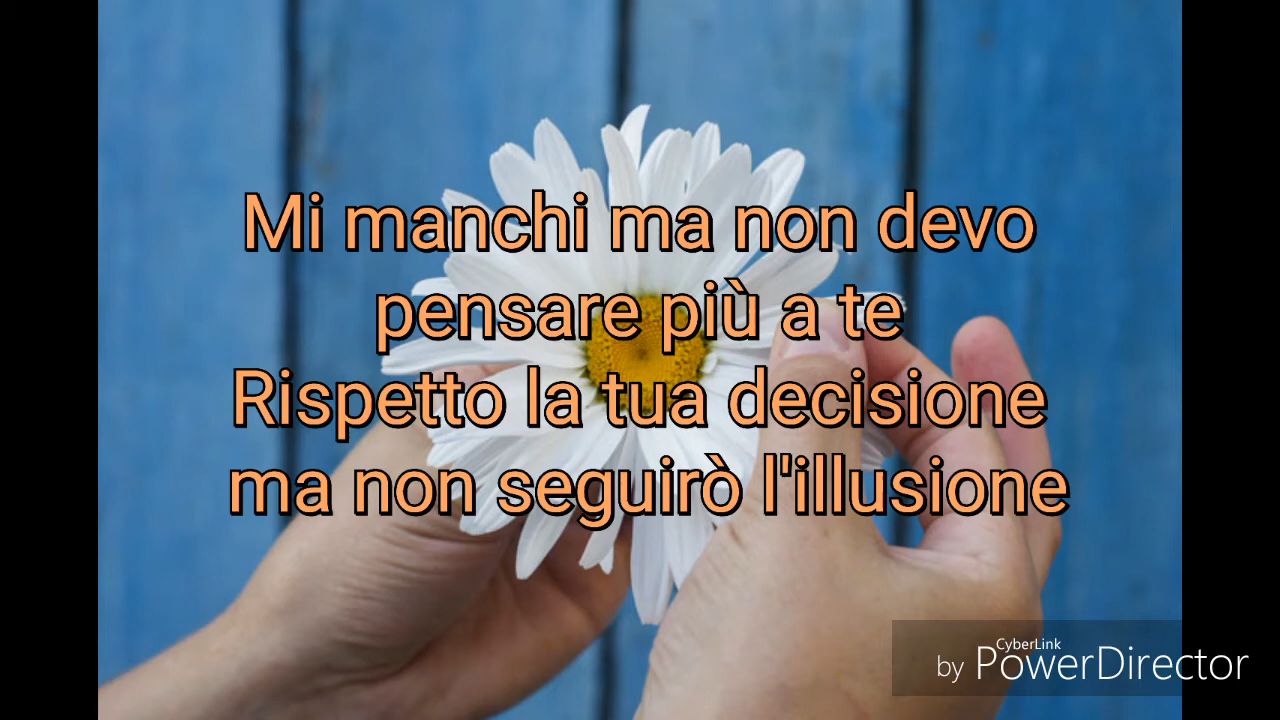 Mi manchi ma non devo
pensare più a te
Rispetto la tua decisione
ma non seguirò l'illusione
CyberLink
by PowerDirector